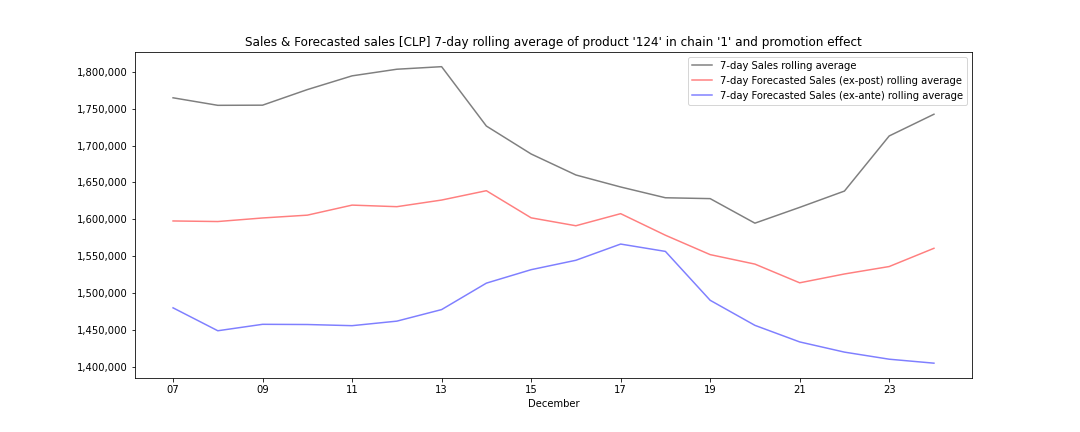 Sales & Forecasted sales [CLP] 7-day rolling average of product '124' in chain '1' and promotion effect
7-day Sales rolling average
7-day Forecasted Sales (ex-post) rolling average
7-day Forecasted Sales (ex-ante) rolling average
1,800,000
1,750,000
1,700,000
1,650,000
1,600,000
1,550,000
1,500,000
1,450,000
1,400,000
07 09 11 13 15 17 19 21 23
December